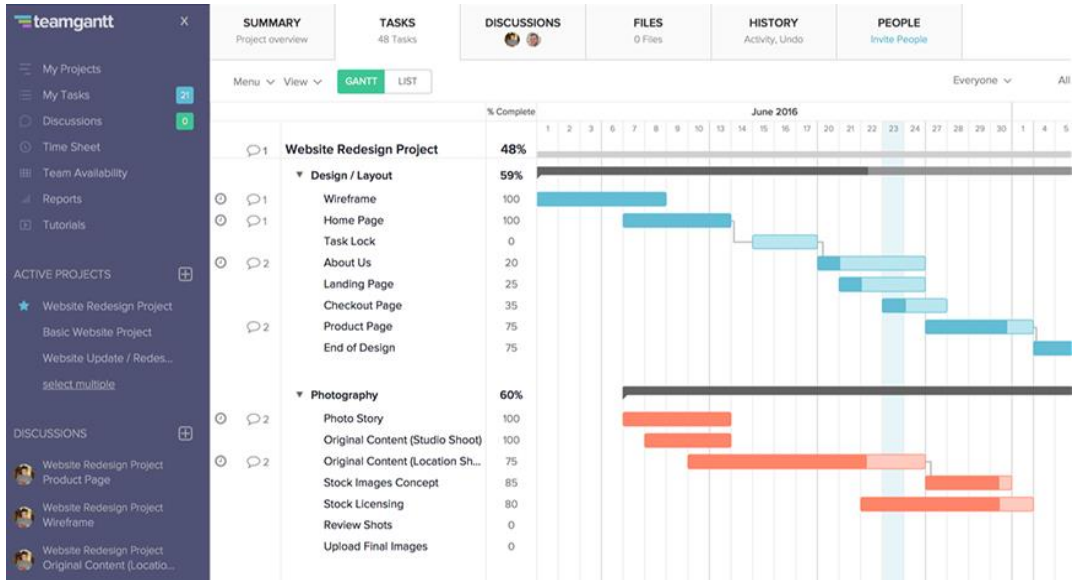 teamgantt X
My Projects
My Tasks 21
Discussions 0
Time Sheet
Team Availability
Reports
Tutorials
ACTIVE PROJECTS
Website Redesign Project
Basic Website Project
Website Update / Redes...
select multiple
DISCUSSIONS
Website Redesign Project
Product Page
Website Redesign Project
Wireframe
Website Redesign Project
Original Content (Locatio...
SUMMARY TASKS DISCUSSIONS FILES HISTORY PEOPLE
Project overview 48 Tasks 0 Files Activity, Undo Invite People
Menu View GANTT LIST Everyone All
% Complete June 2016
1 2 3 6 7 8 9 10 13 14 15 16 17 20 21 22 23 24 27 28 29 30 1 4 5
1 Website Redesign Project 48%
Design / Layout 59%
1 Wireframe 100
1 Home Page 100
Task Lock 0
2 About Us 20
Landing Page 25
Checkout Page 35
2 Product Page 75
End of Design 75
Photography 60%
2 Photo Story 100
Original Content (Studio Shoot) 100
2 Original Content (Location Sh... 75
Stock Images Concept 85
Stock Licensing 80
Review Shots 0
Upload Final Images 0